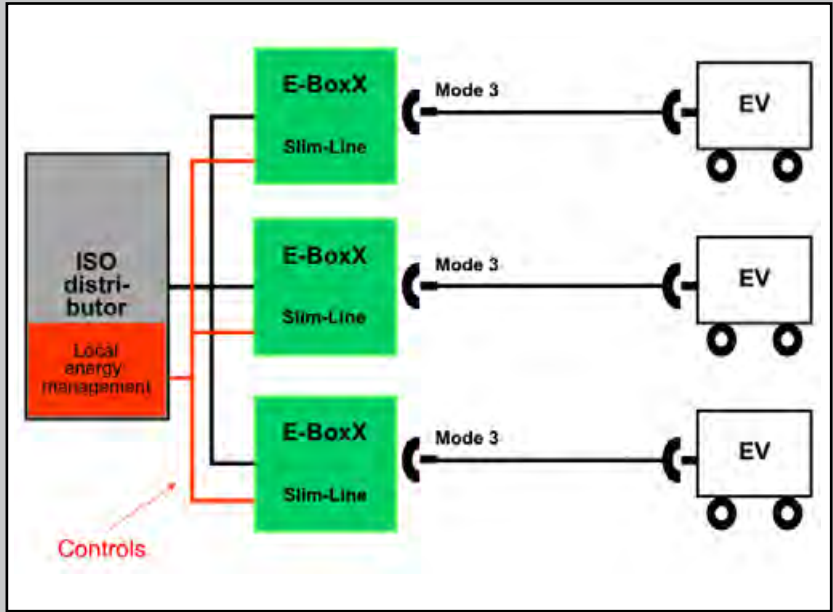 ISO
distri-
butor
Local
energy
management
Controls
E-BoxX
Slim-Line
Mode 3
EV
E-BoxX
Slim-Line
Mode 3
EV
E-BoxX
Slim-Line
Mode 3
EV